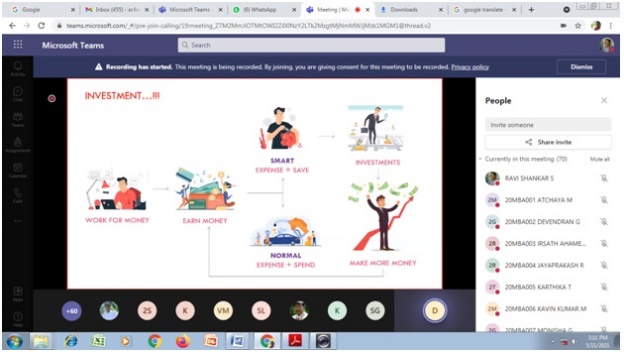 Google
Inbox (455) - arifa
Microsoft Teams - a
(8) WhatsApp
Meeting | Mi
Downloads
google translate -
teams.microsoft.com/_#/pre-join-calling/19:meeting_
@thread.v2
Microsoft Teams
Search
Recording has started. This meeting is being recorded. By joining, you are giving consent for this meeting to be recorded. Privacy policy
Dismiss
Activity
Chat
Teams
Assignments
Calendar
Calls
Apps
Help
INVESTMENT...!!!
SMART
EXPENSE + SAVE
INVESTMENTS
WORK FOR MONEY
EARN MONEY
NORMAL
EXPENSE + SPEND
MAKE MORE MONEY
+60
2S
K
VM
SL
K
SG
D
People
Invite someone
Share invite
Currently in this meeting (70)
Mute all
RAVI SHANKAR S
2M
20MBA001 ATCHAYA M
2G
20MBA002 DEVENDRAN G
2R
20MBA003 IRSATH AHAME...
2R
20MBA004 JAYAPRAKASH R
2T
20MBA005 KARTHIKA T
2M
20MBA006 KAVIN KUMAR M
20MBA007 MONISHA G
3:11 PM
5/11/2021